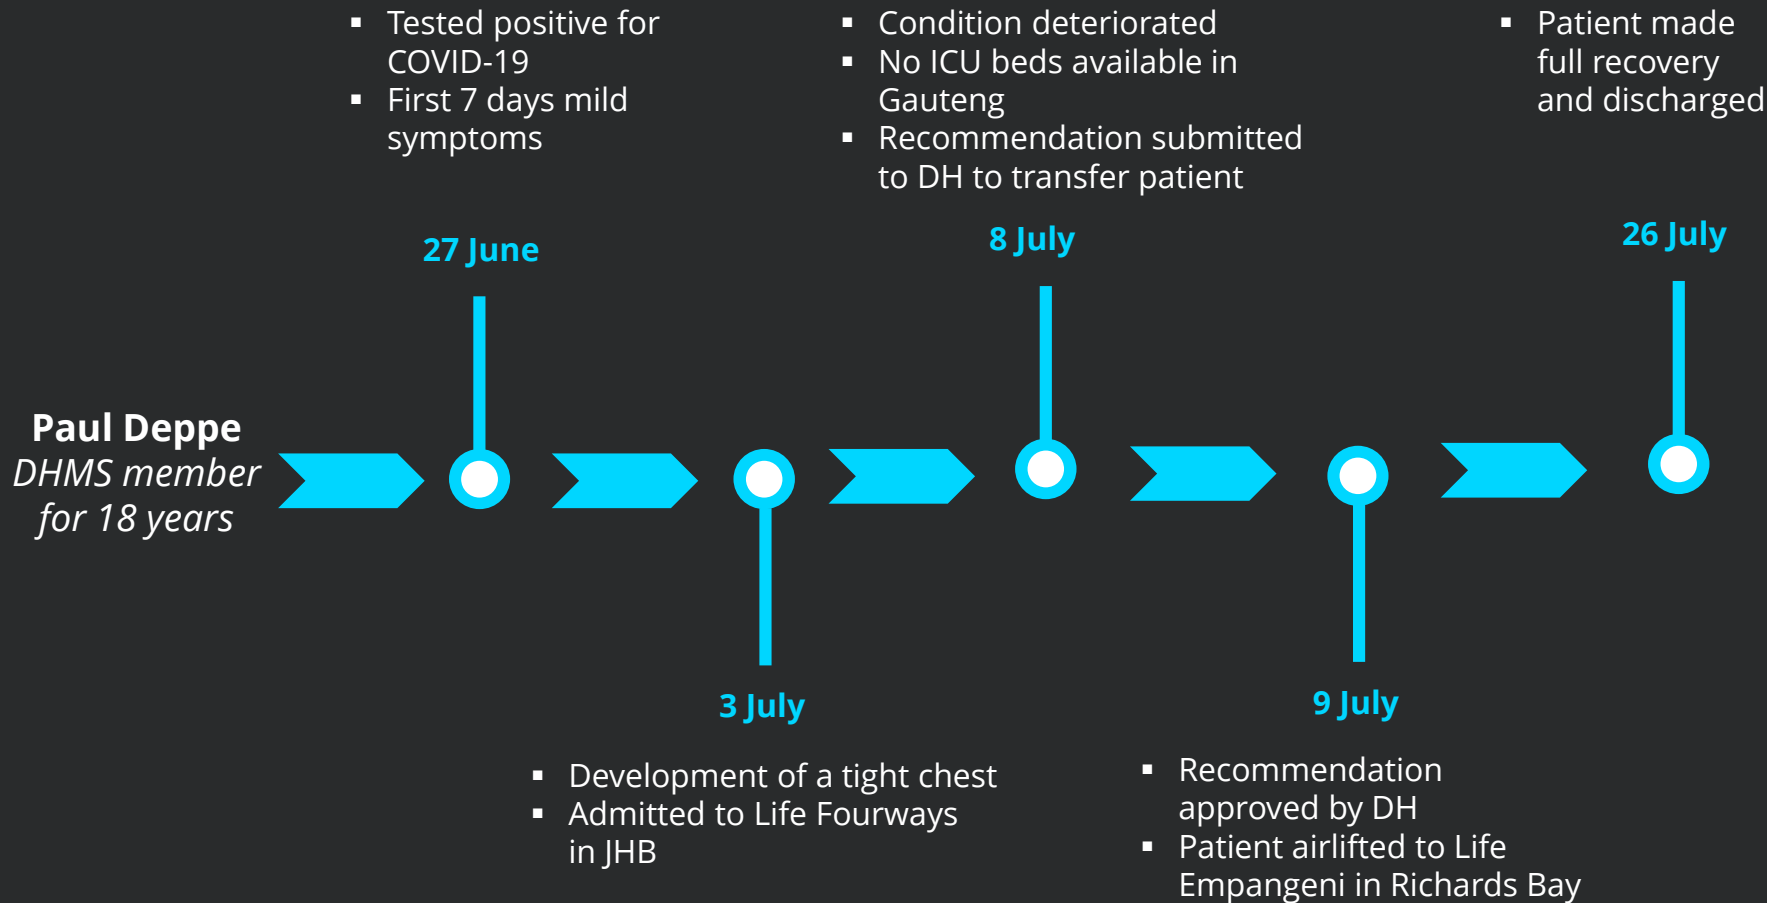 Paul Deppe
DHMS member
for 18 years
▪ Tested positive for
COVID-19
▪ First 7 days mild
symptoms
27 June
3 July
▪ Development of a tight chest
▪ Admitted to Life Fourways
in JHB
▪ Condition deteriorated
▪ No ICU beds available in
Gauteng
▪ Recommendation submitted
to DH to transfer patient
8 July
9 July
▪ Recommendation
approved by DH
▪ Patient airlifted to Life
Empangeni in Richards Bay
▪ Patient made
full recovery
and discharged
26 July